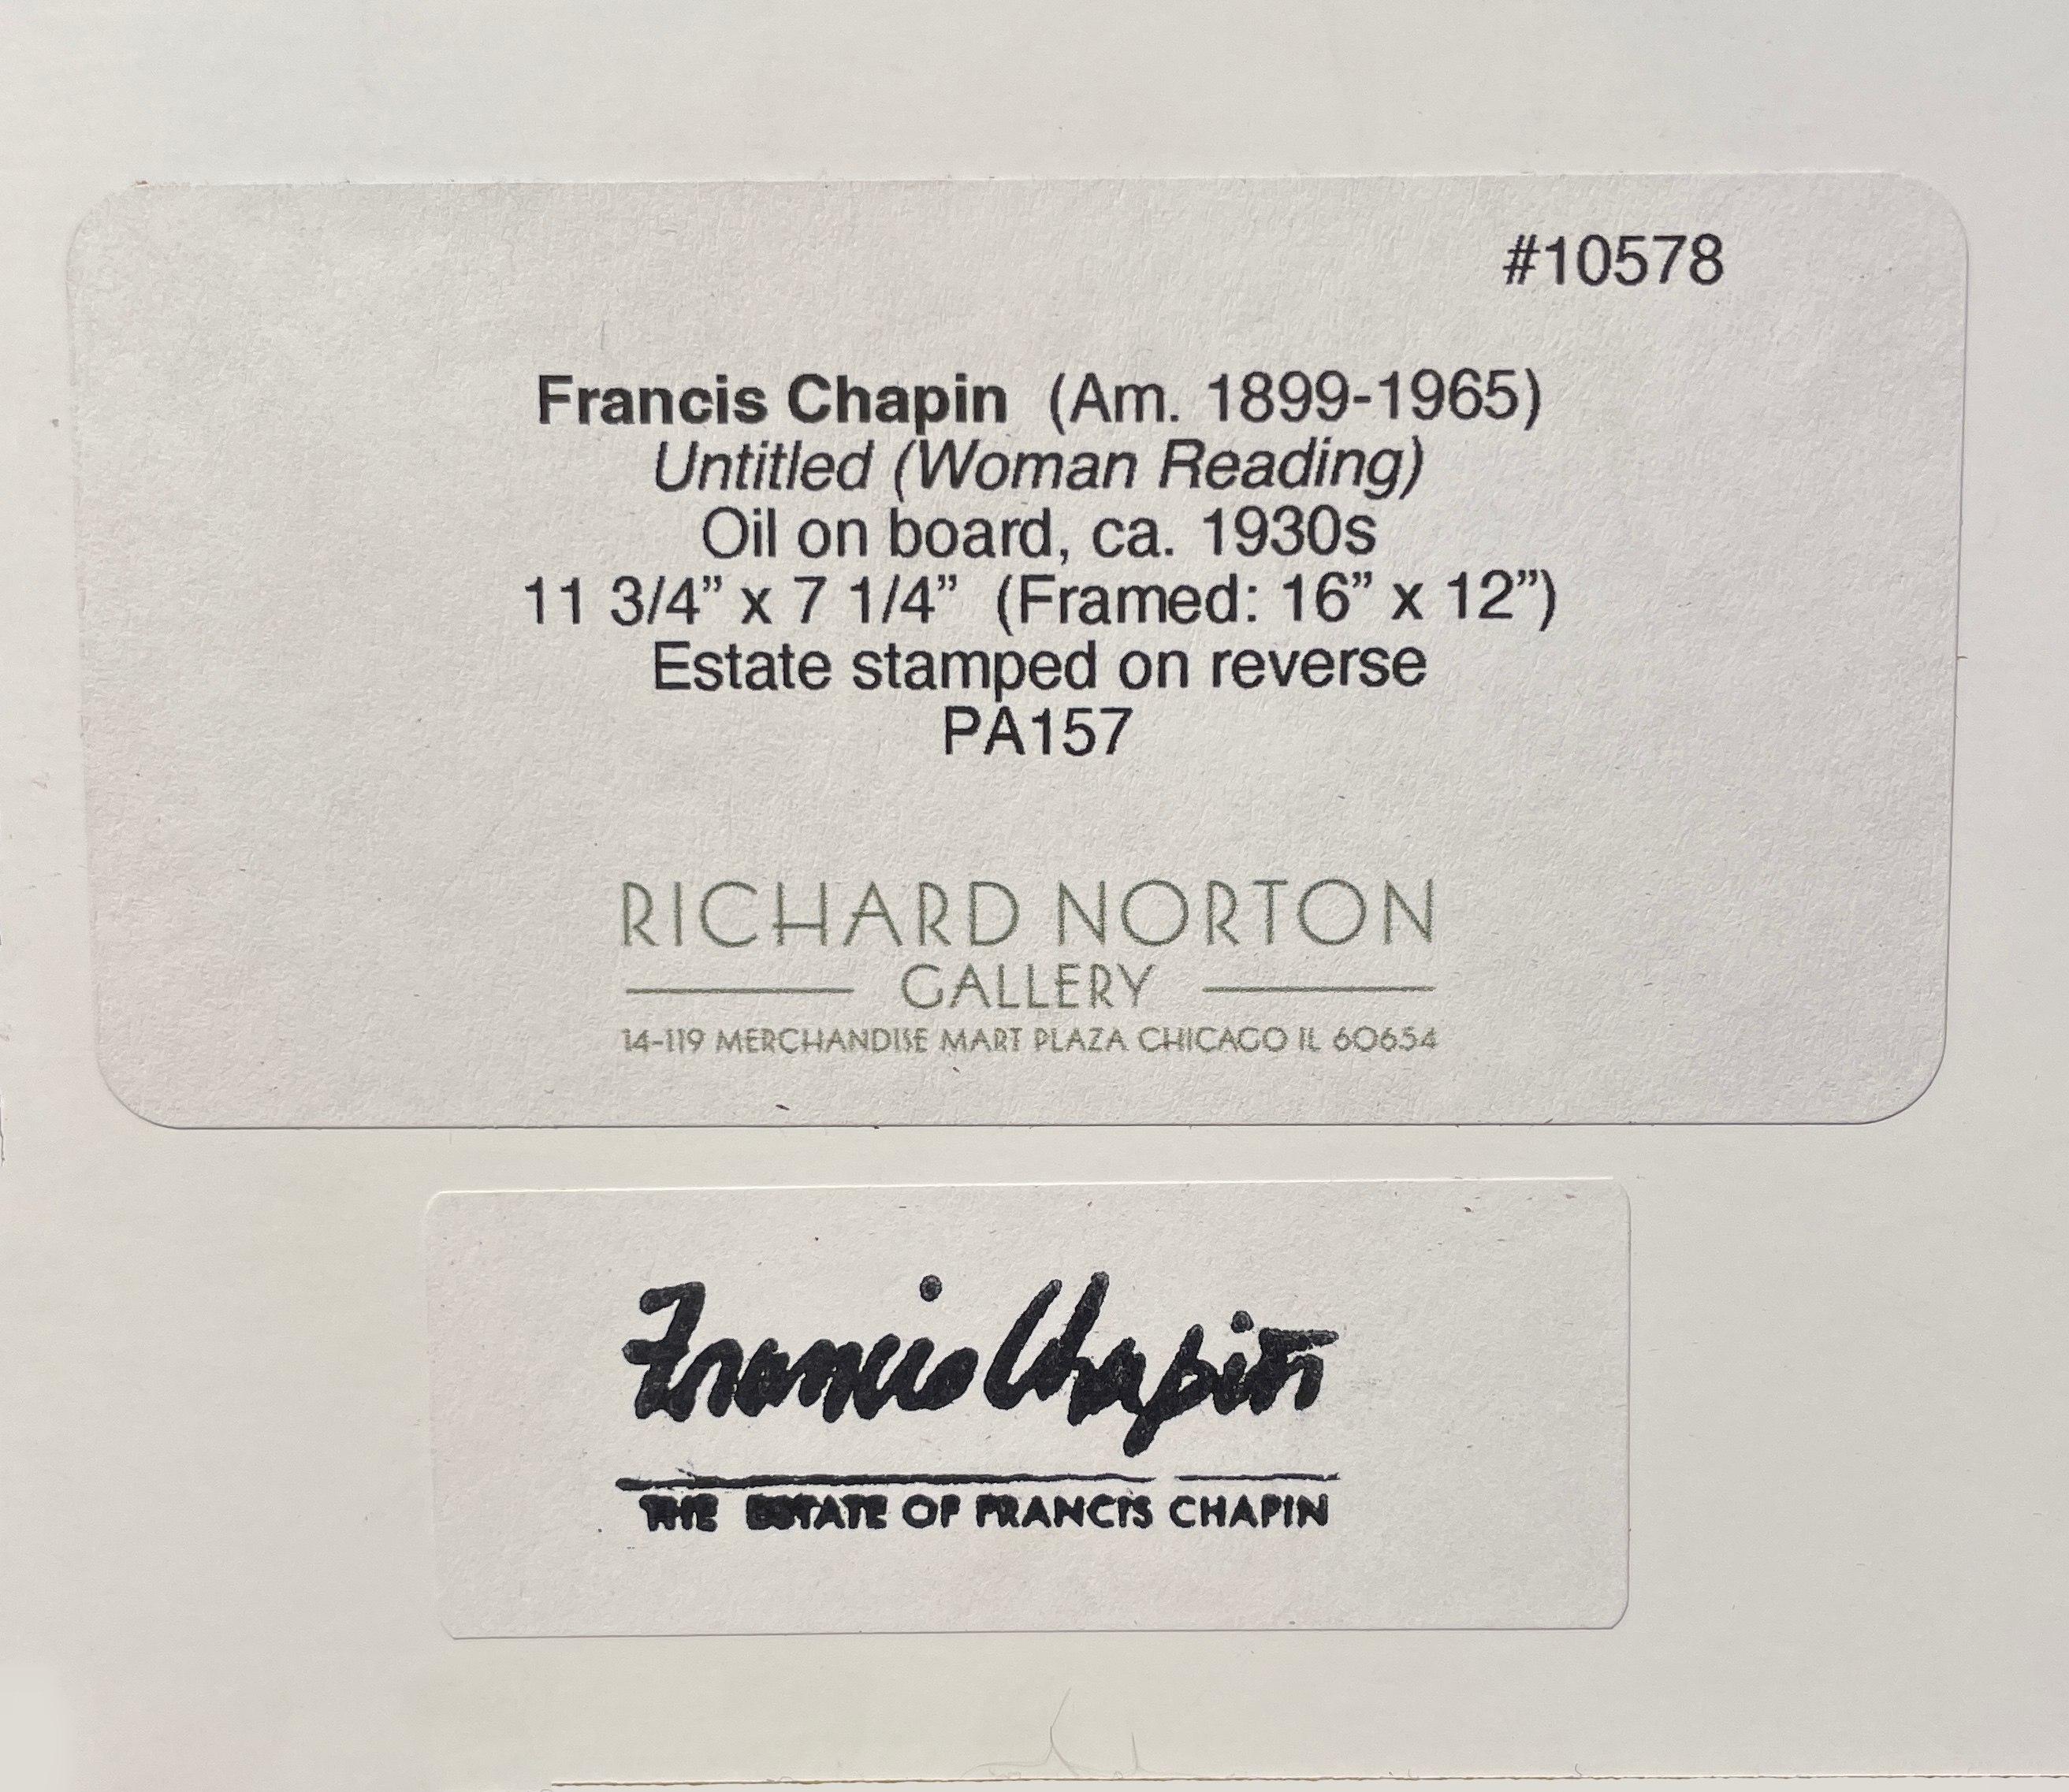 #10578
Francis Chapin (Am. 1899-1965)
Untitled (Woman Reading)
Oil on board, ca. 1930s
11 3/4” x 7 1/4” (Framed: 16” x 12”)
Estate stamped on reverse
PA157
RICHARD NORTON
GALLERY
14-119 MERCHANDISE MART PLAZA CHICAGO IL 60654
Francis Chapin
THE ESTATE OF FRANCIS CHAPIN